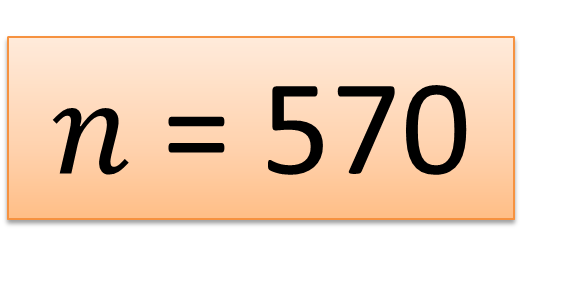 n = 570